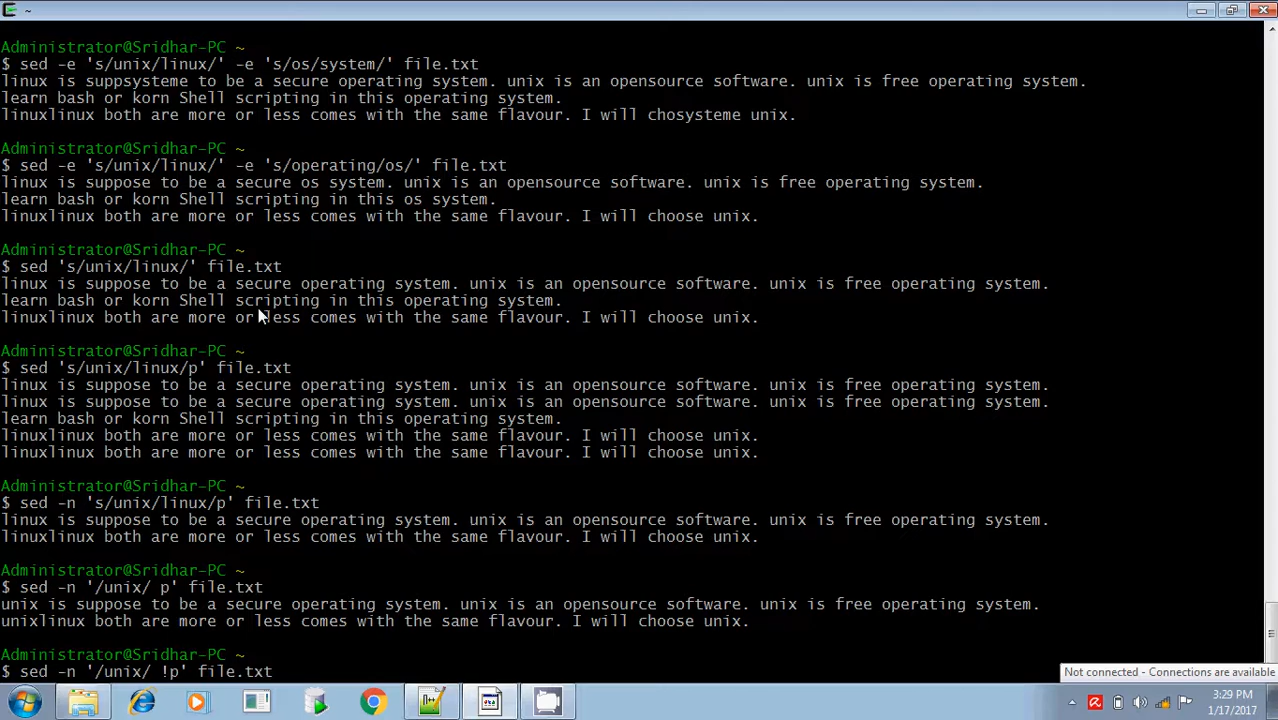 ~
Administrator@Sridhar-PC ~
$ sed -e 's/unix/linux/' -e 's/os/system/' file.txt
linux is suppsysteme to be a secure operating system. unix is an opensource software. unix is free operating system.
learn bash or korn Shell scripting in this operating system.
linuxlinux both are more or less comes with the same flavour. I will chosysteme unix.
Administrator@Sridhar-PC ~
$ sed -e 's/unix/linux/' -e 's/operating/os/' file.txt
linux is suppose to be a secure os system. unix is an opensource software. unix is free operating system.
learn bash or korn Shell scripting in this os system.
linuxlinux both are more or less comes with the same flavour. I will choose unix.
Administrator@Sridhar-PC ~
$ sed 's/unix/linux/' file.txt
linux is suppose to be a secure operating system. unix is an opensource software. unix is free operating system.
learn bash or korn Shell scripting in this operating system.
linuxlinux both are more or less comes with the same flavour. I will choose unix.
Administrator@Sridhar-PC ~
$ sed 's/unix/linux/p' file.txt
linux is suppose to be a secure operating system. unix is an opensource software. unix is free operating system.
linux is suppose to be a secure operating system. unix is an opensource software. unix is free operating system.
learn bash or korn Shell scripting in this operating system.
linuxlinux both are more or less comes with the same flavour. I will choose unix.
linuxlinux both are more or less comes with the same flavour. I will choose unix.
Administrator@Sridhar-PC ~
$ sed -n 's/unix/linux/p' file.txt
linux is suppose to be a secure operating system. unix is an opensource software. unix is free operating system.
linuxlinux both are more or less comes with the same flavour. I will choose unix.
Administrator@Sridhar-PC ~
$ sed -n '/unix/ p' file.txt
unix is suppose to be a secure operating system. unix is an opensource software. unix is free operating system.
unixlinux both are more or less comes with the same flavour. I will choose unix.
Administrator@Sridhar-PC ~
$ sed -n '/unix/ !p' file.txt
Not connected - Connections are available
3:29 PM
1/17/2017